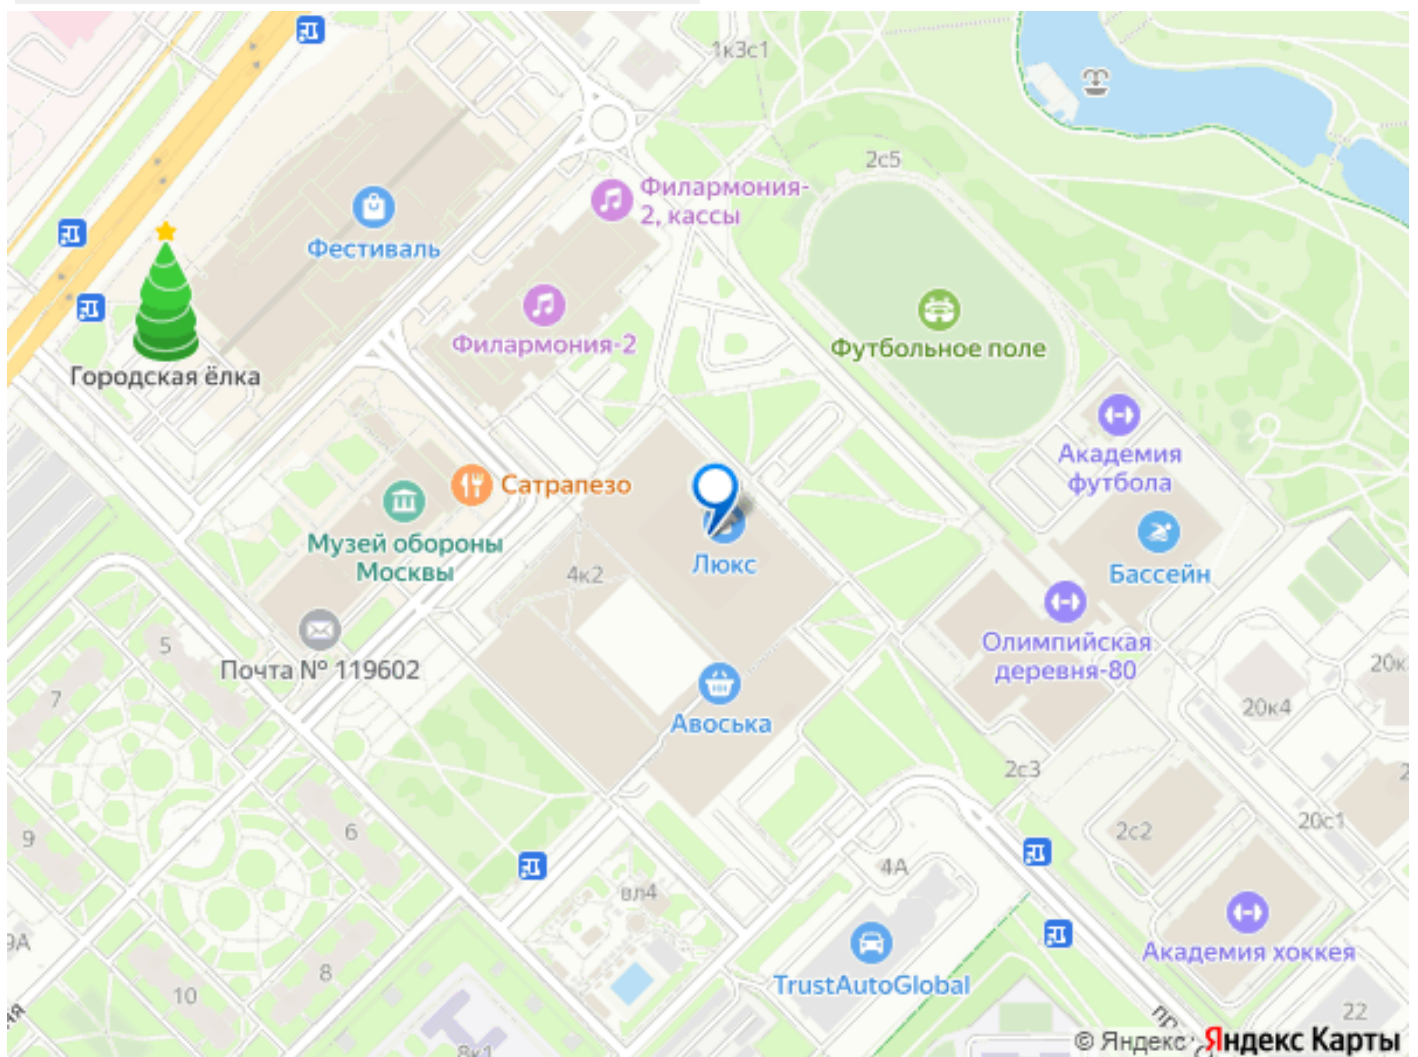 1к3с1
2с5
Филармония-
2, кассы
Фестиваль
Филармония-2
Футбольное поле
Городская ёлка
Академия
футбола
Сатрапезо
Музей обороны
Москвы
Люкс
4к2
Бассейн
Олимпийская
деревня-80
5
Почта № 119602
7
20к
20к4
Авоська
2с3
9
6
2с2
20с1
4А
вл4
9А
8
10
Академия хоккея
TrustAutoGlobal
22
8к1
© Яндекс Яндекс Карты